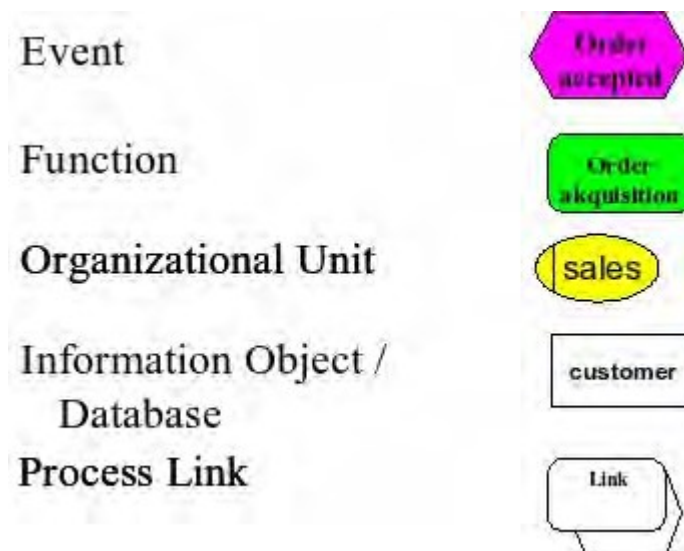 Event
Order
accepted
Function
Order-
akquisition
Organizational Unit
sales
Information Object /
Database
customer
Process Link
Link